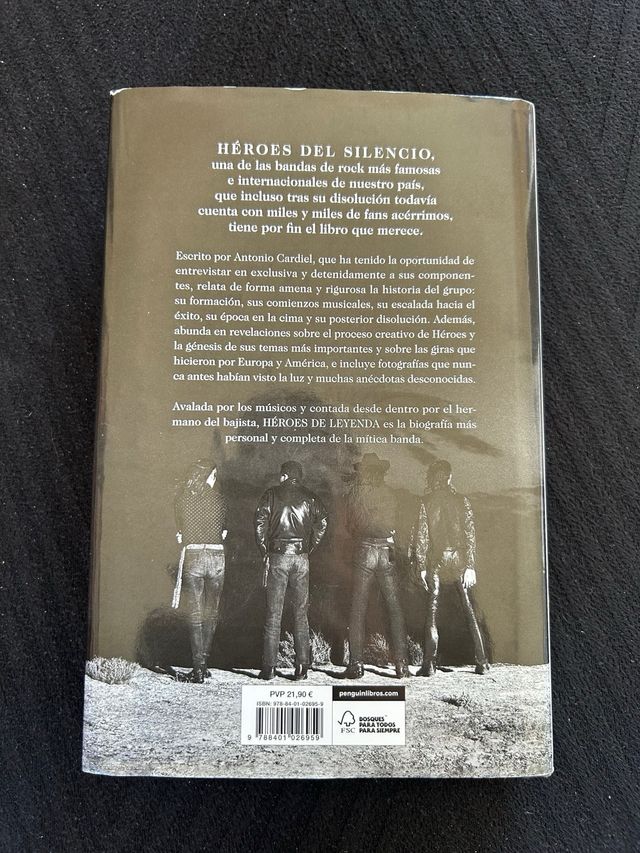 HÉROES DEL SILENCIO,
una de las bandas de rock más famosas
e internacionales de nuestro país,
que incluso tras su disolución todavía
cuenta con miles y miles de fans acérrimos,
tiene por fin el libro que merece.
Escrito por Antonio Cardiel, que ha tenido la oportunidad de
entrevistar en exclusiva y detenidamente a sus componen-
tes, relata de forma amena y rigurosa la historia del grupo:
su formación, sus comienzos musicales, su escalada hacia el
éxito, su época en la cima y su posterior disolución. Además,
abunda en revelaciones sobre el proceso creativo de Héroes y
la génesis de sus temas más importantes y sobre las giras que
hicieron por Europa y América, e incluye fotografías que nun-
ca antes habían visto la luz y muchas anécdotas desconocidas.
Avalada por los músicos y contada desde dentro por el her-
mano del bajista, HÉROES DE LEYENDA es la biografía más
personal y completa de la mítica banda.
PVP 21,90 €
ISBN: 978-84-01-02695-9
9 788401 026959
penguinlibros.com
FSC
BOSQUES
PARA TODOS
PARA SIEMPRE